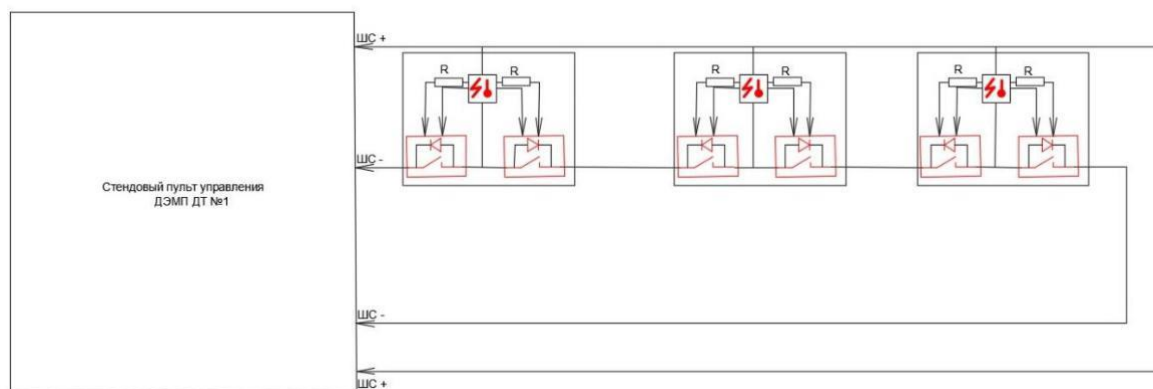 ШС +
R
R
R
R
R
R
ШС -
Стендовый пульт управления
ДЭМП ДТ №1
ШС -
ШС +